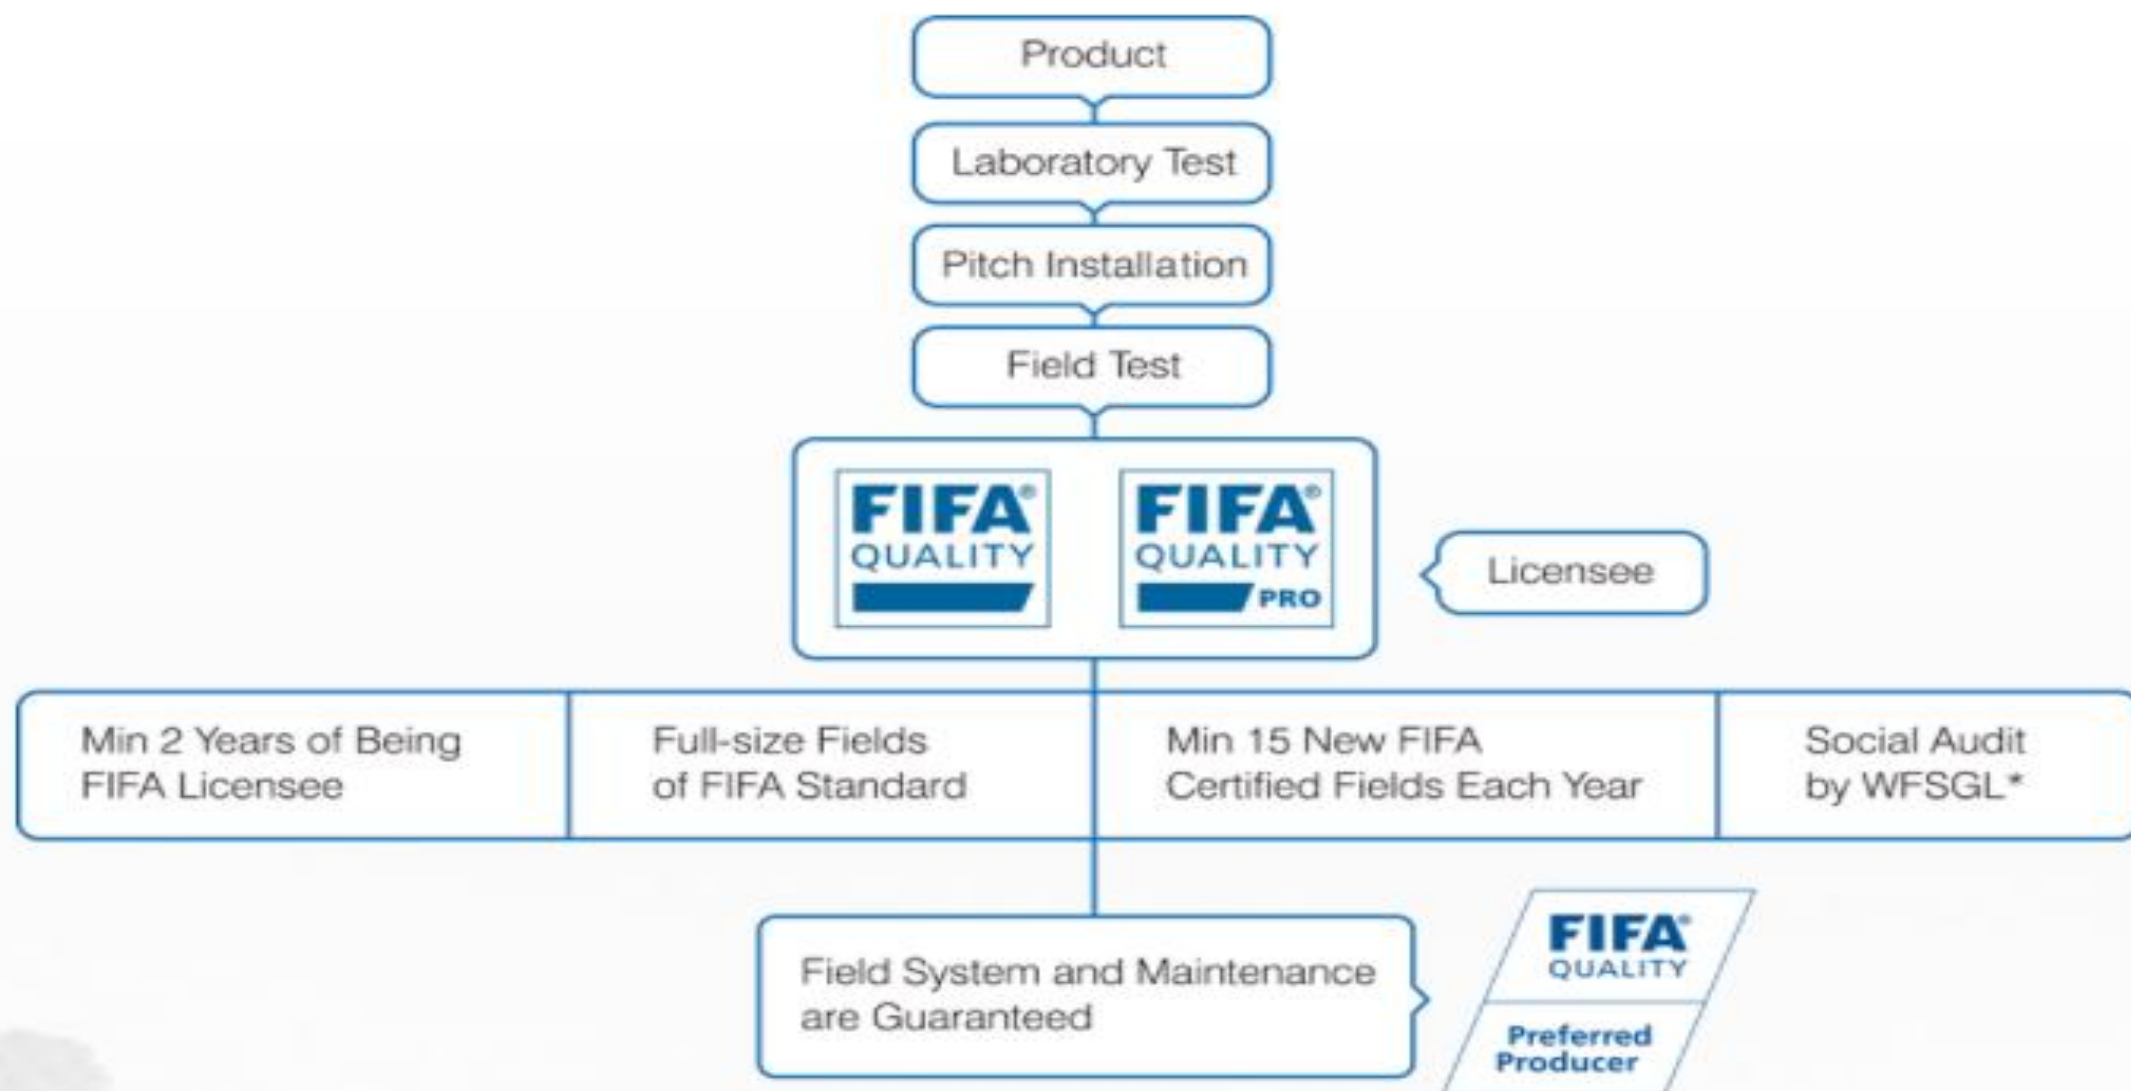 Product
Laboratory Test
Pitch Installation
Field Test
FIFA®
QUALITY
FIFA®
QUALITY
PRO
Licensee
Min 2 Years of Being
FIFA Licensee
Full-size Fields
of FIFA Standard
Min 15 New FIFA
Certified Fields Each Year
Social Audit
by WFSGL*
Field System and Maintenance
are Guaranteed
FIFA®
QUALITY
Preferred
Producer